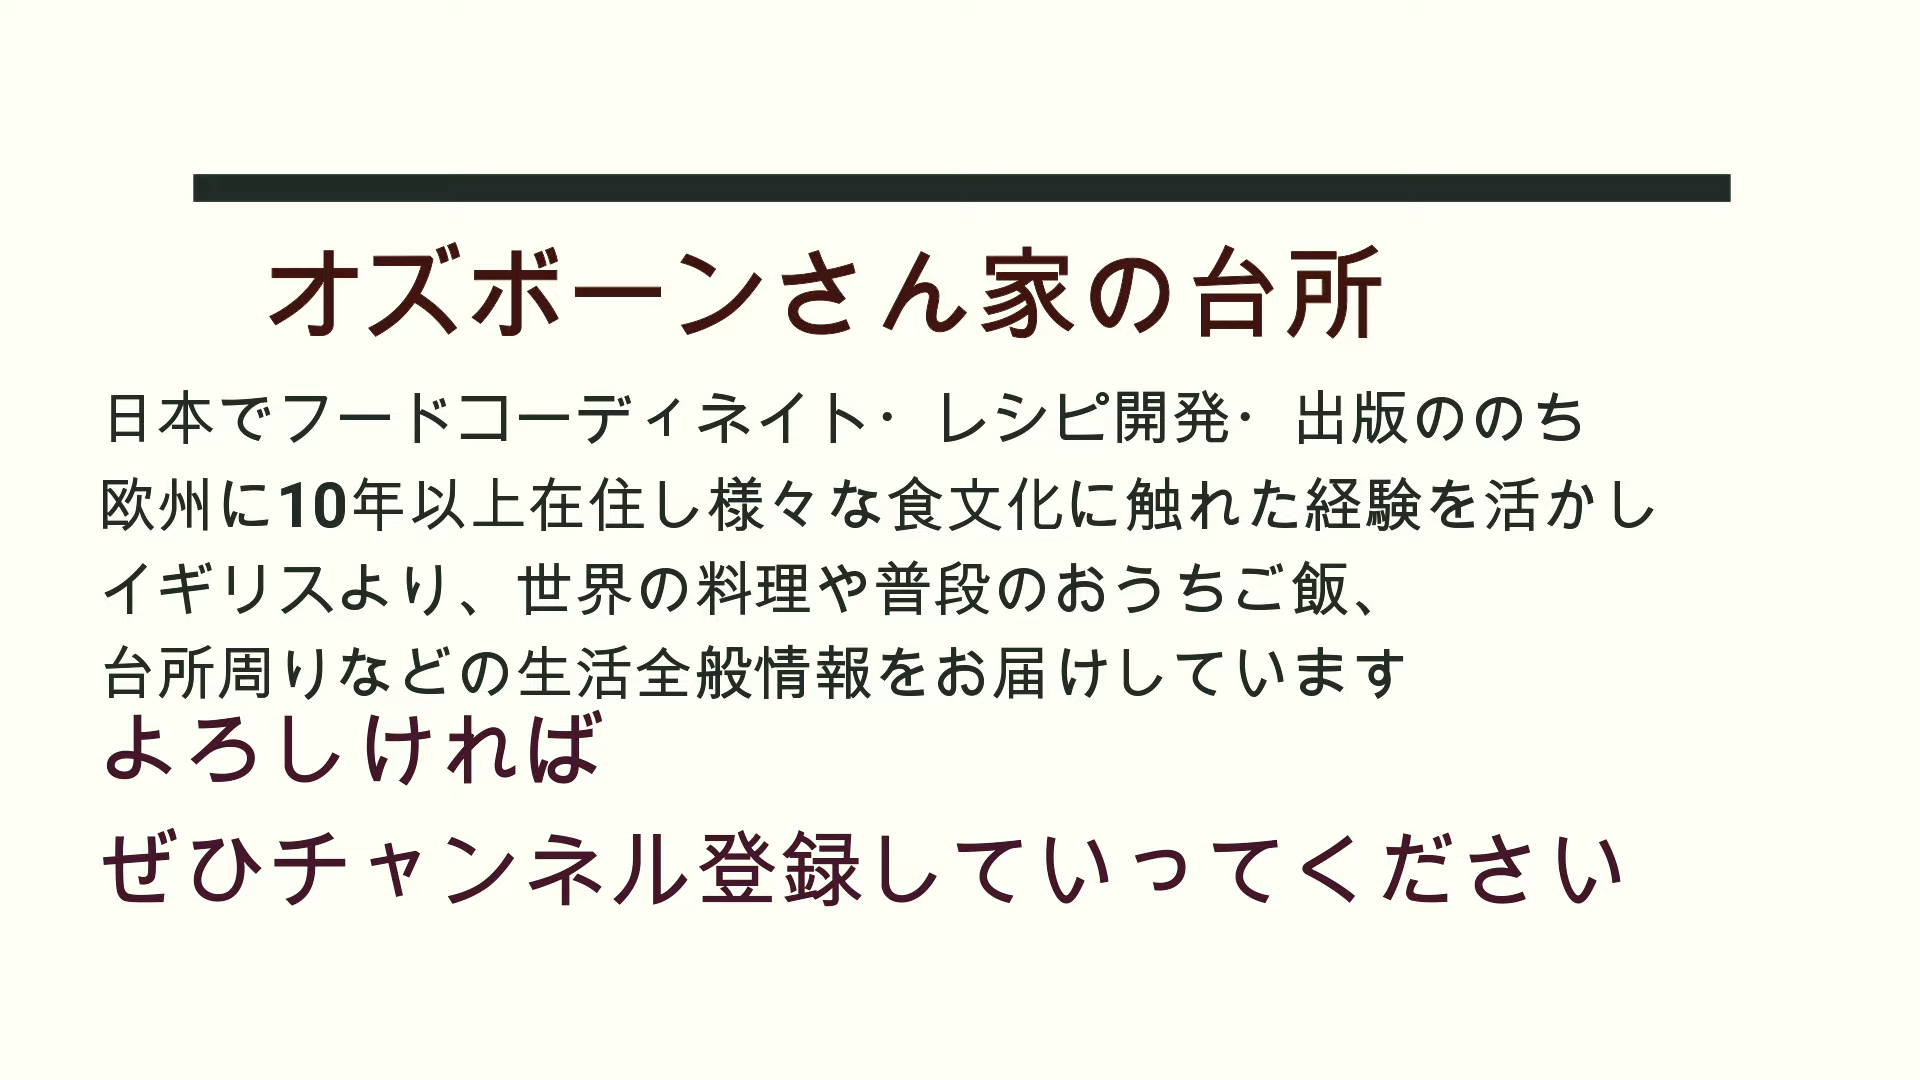 オズボーンさん家の台所
日本でフードコーディネイト・レシピ開発・出版ののち
欧州に10年以上在住し様々な食文化に触れた経験を活かし
イギリスより、世界の料理や普段のおうちご飯、
台所周りなどの生活全般情報をお届けしています
よろしければ
ぜひチャンネル登録していってください